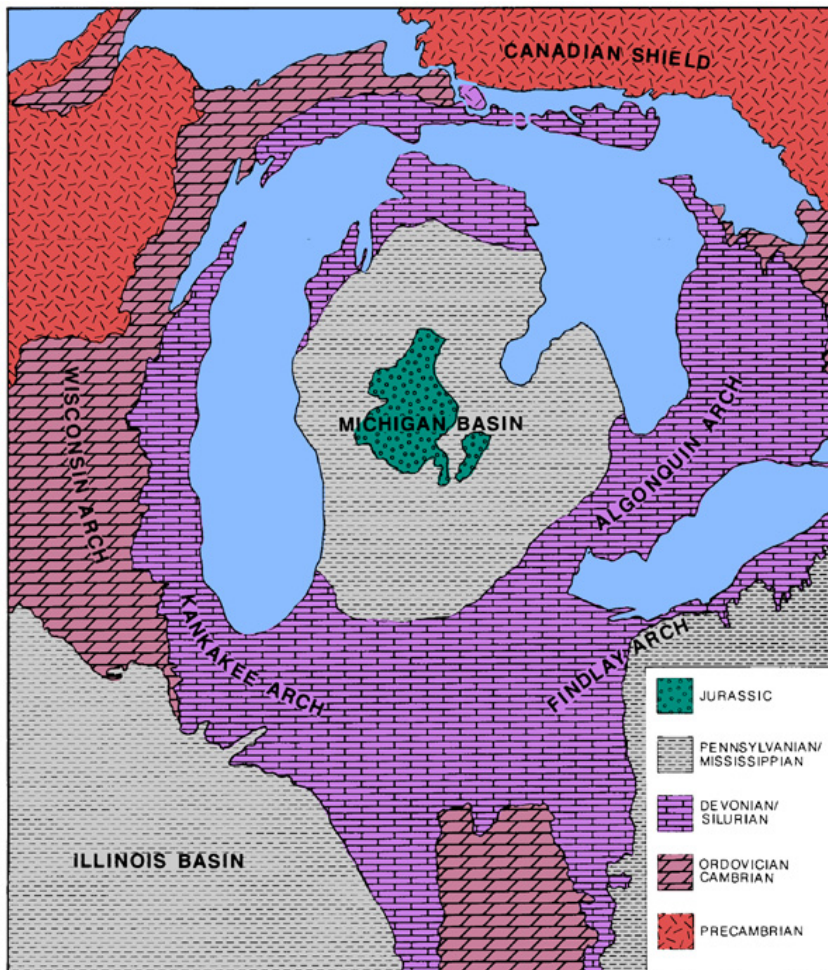 CANADIAN SHIELD
WISCONSIN ARCH
MICHIGAN BASIN
ALGONQUIN ARCH
KANKAKEE ARCH
FINDLAY ARCH
ILLINOIS BASIN
JURASSIC
PENNSYLVANIAN/
MISSISSIPPIAN
DEVONIAN/
SILURIAN
ORDOVICIAN
CAMBRIAN
PRECAMBRIAN